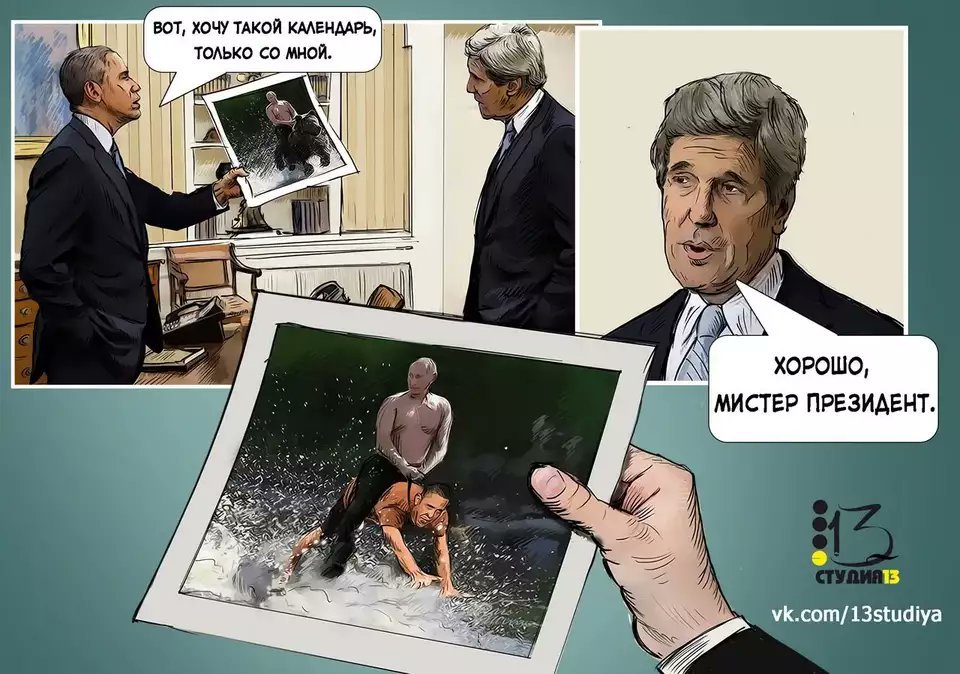 ВОТ, ХОЧУ ТАКОЙ КАЛЕНДАРЬ,
ТОЛЬКО СО МНОЙ.
ХОРОШО,
МИСТЕР ПРЕЗИДЕНТ.
13
СТУДИЯ13
vk.com/13studiya